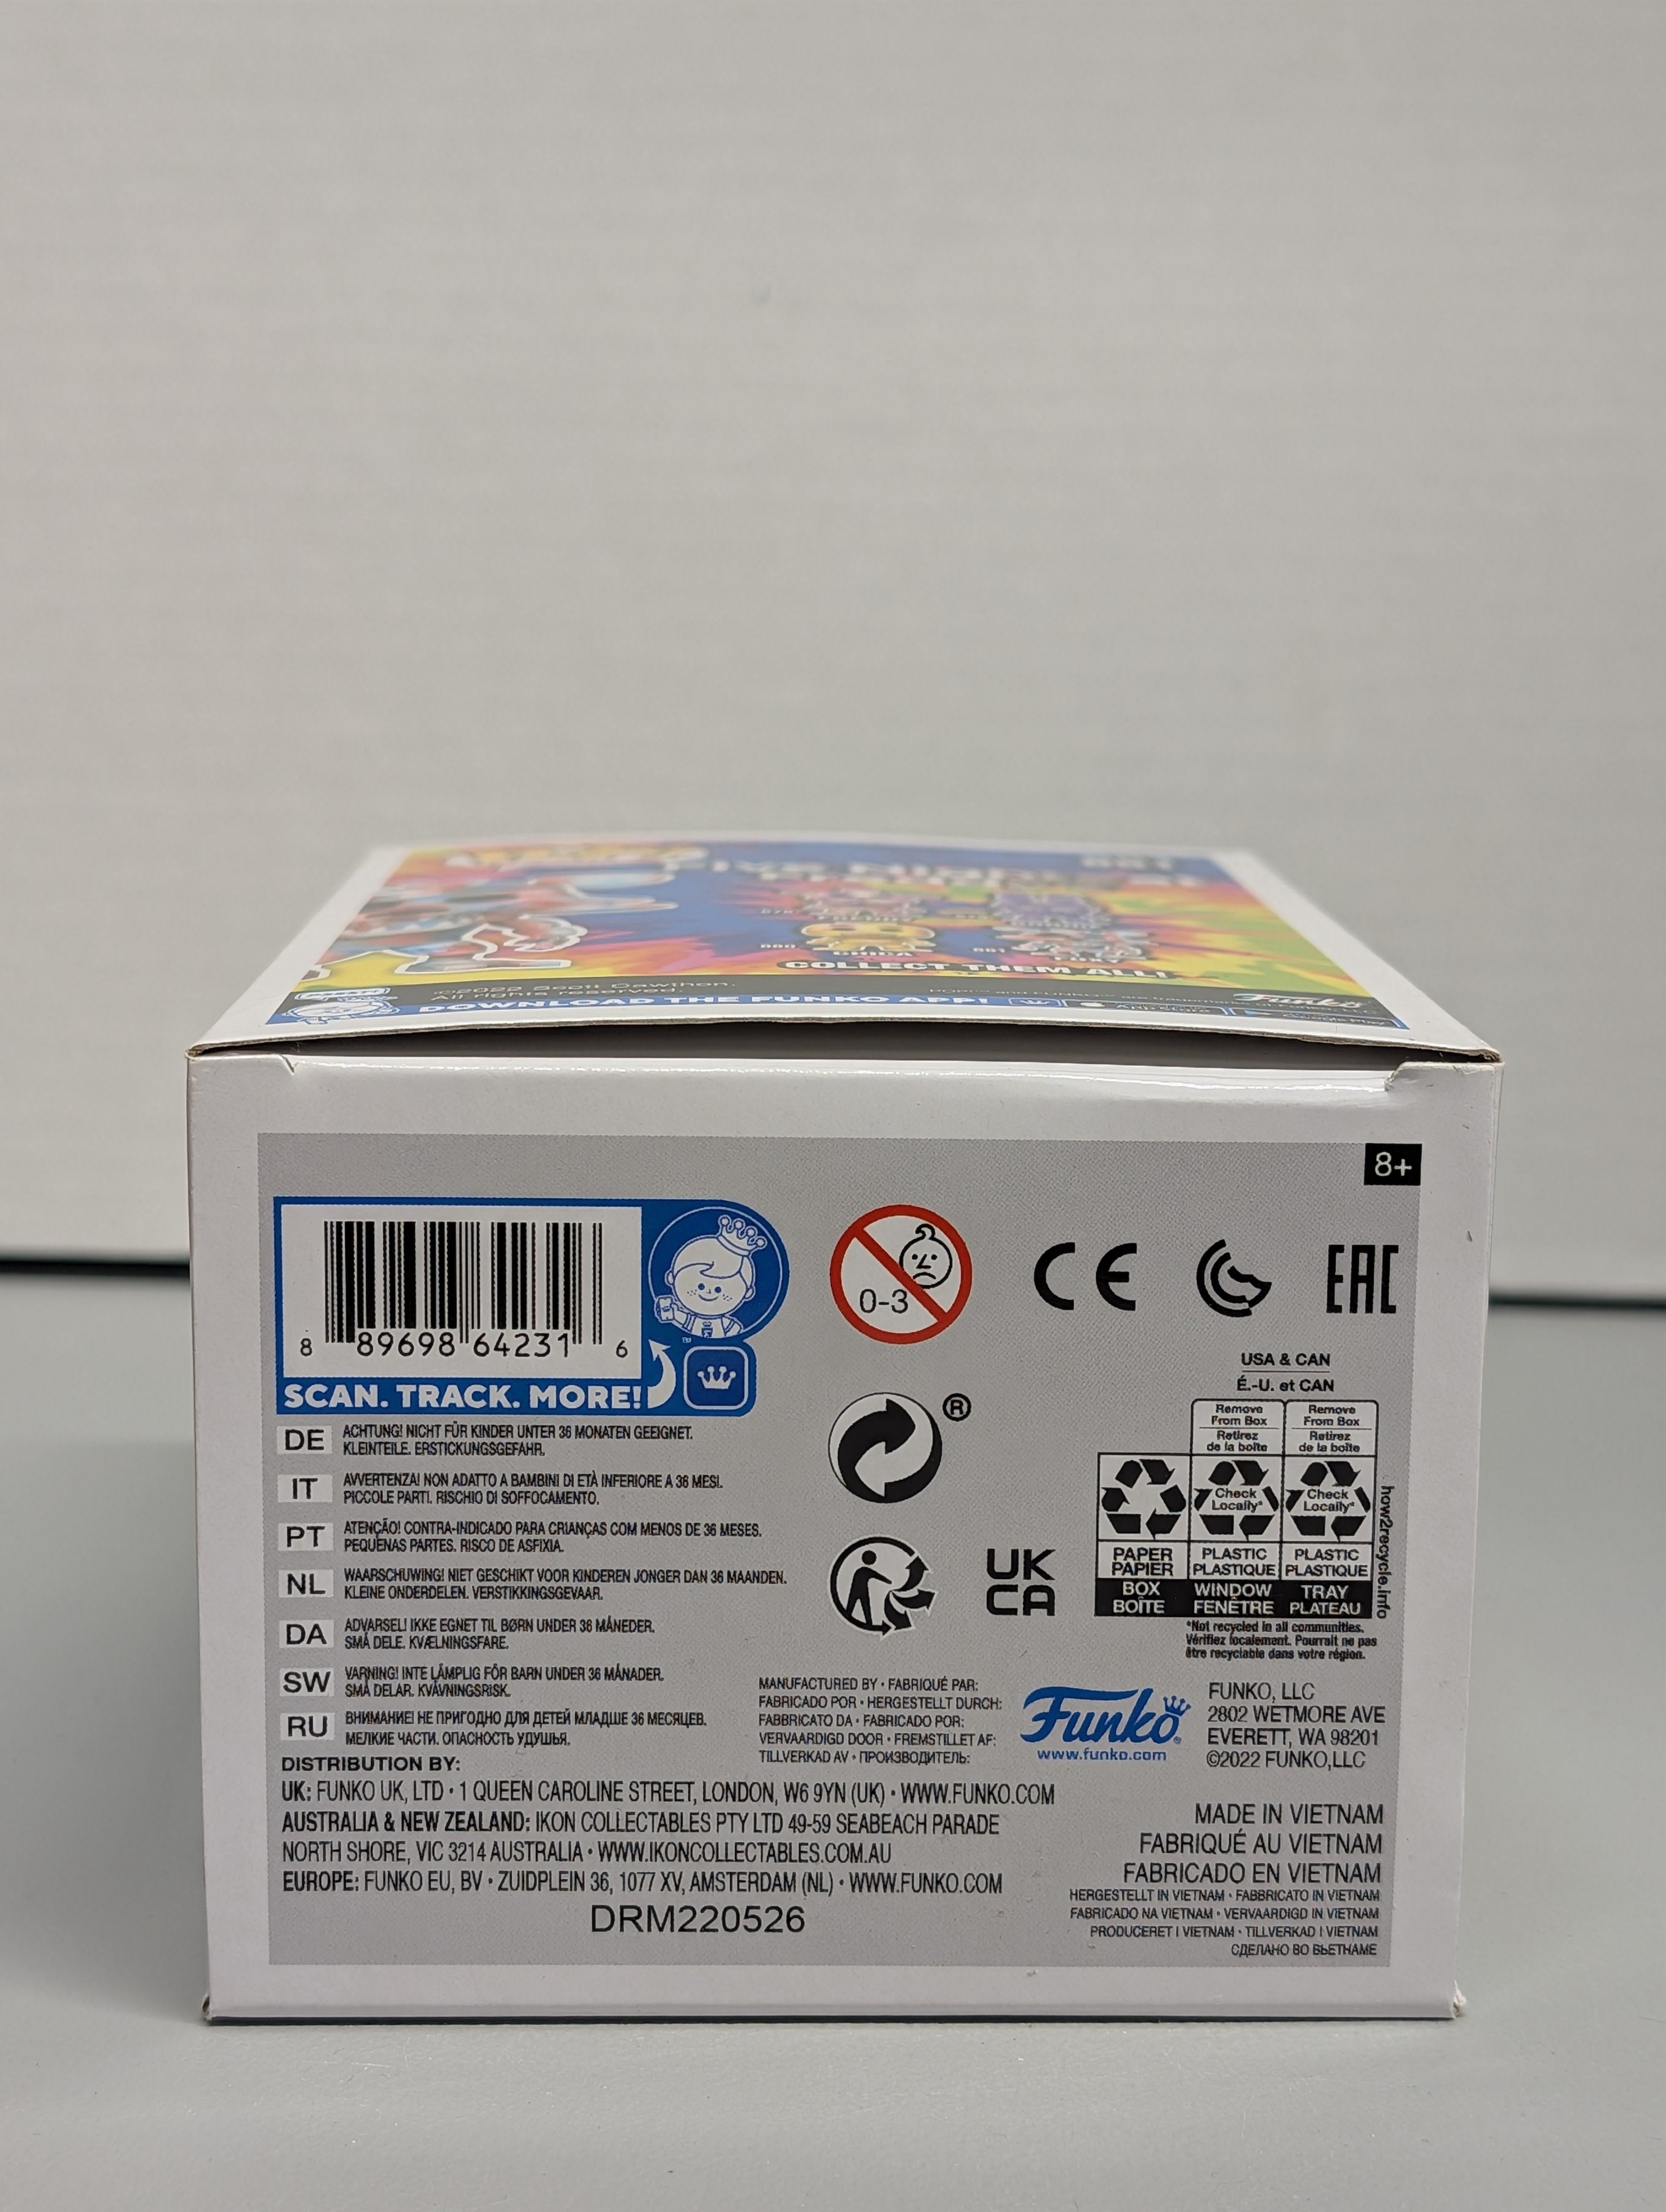 881
COLLECT THEM ALL!
CHICA
©2022 Scott Cawthon.
All rights reserved.
DOWNLOAD THE FUNKO APP!
Funko
8+
8 89698 64231 6
SCAN. TRACK. MORE!
0-3
CE
EAC
USA & CAN
É.-U. et CAN
Remove From Box
Retirez de la boîte
Remove From Box
Retirez de la boîte
Check Locally*
Check Locally*
PAPER PAPIER
PLASTIC PLASTIQUE
PLASTIC PLASTIQUE
BOX BOÎTE
WINDOW FENÊTRE
TRAY PLATEAU
how2recycle.info
*Not recycled in all communities.
Vérifiez localement. Pourrait ne pas
être recyclable dans votre région.
®
UK
CA
DE ACHTUNG! NICHT FÜR KINDER UNTER 36 MONATEN GEEIGNET.
KLEINTEILE. ERSTICKUNGSGEFAHR.
IT AVVERTENZA! NON ADATTO A BAMBINI DI ETÀ INFERIORE A 36 MESI.
PICCOLE PARTI. RISCHIO DI SOFFOCAMENTO.
PT ATENÇÃO! CONTRA-INDICADO PARA CRIANÇAS COM MENOS DE 36 MESES.
PEQUENAS PARTES. RISCO DE ASFIXIA.
NL WAARSCHUWING! NIET GESCHIKT VOOR KINDEREN JONGER DAN 36 MAANDEN.
KLEINE ONDERDELEN. VERSTIKKINGSGEVAAR.
DA ADVARSEL! IKKE EGNET TIL BØRN UNDER 36 MÅNEDER.
SMÅ DELE. KVÆLNINGSFARE.
SW VARNING! INTE LÄMPLIG FÖR BARN UNDER 36 MÅNADER.
SMÅ DELAR. KVÄVNINGSRISK.
RU ВНИМАНИЕ! НЕ ПРИГОДНО ДЛЯ ДЕТЕЙ МЛАДШЕ 36 МЕСЯЦЕВ.
МЕЛКИЕ ЧАСТИ. ОПАСНОСТЬ УДУШЬЯ.
MANUFACTURED BY • FABRIQUÉ PAR:
FABRICADO POR • HERGESTELLT DURCH:
FABBRICATO DA • FABRICADO POR:
VERVAARDIGD DOOR • FREMSTILLET AF:
TILLVERKAD AV • ПРОИЗВОДИТЕЛЬ:
Funko®
www.funko.com
FUNKO, LLC
2802 WETMORE AVE
EVERETT, WA 98201
©2022 FUNKO,LLC
DISTRIBUTION BY:
UK: FUNKO UK, LTD • 1 QUEEN CAROLINE STREET, LONDON, W6 9YN (UK) • WWW.FUNKO.COM
AUSTRALIA & NEW ZEALAND: IKON COLLECTABLES PTY LTD 49-59 SEABEACH PARADE
NORTH SHORE, VIC 3214 AUSTRALIA • WWW.IKONCOLLECTABLES.COM.AU
EUROPE: FUNKO EU, BV • ZUIDPLEIN 36, 1077 XV, AMSTERDAM (NL) • WWW.FUNKO.COM
DRM220526
MADE IN VIETNAM
FABRIQUÉ AU VIETNAM
FABRICADO EN VIETNAM
HERGESTELLT IN VIETNAM • FABBRICATO IN VIETNAM
FABRICADO NA VIETNAM • VERVAARDIGD IN VIETNAM
PRODUCERET I VIETNAM • TILLVERKAD I VIETNAM
СДЕЛАНО ВО ВЬЕТНАМЕ